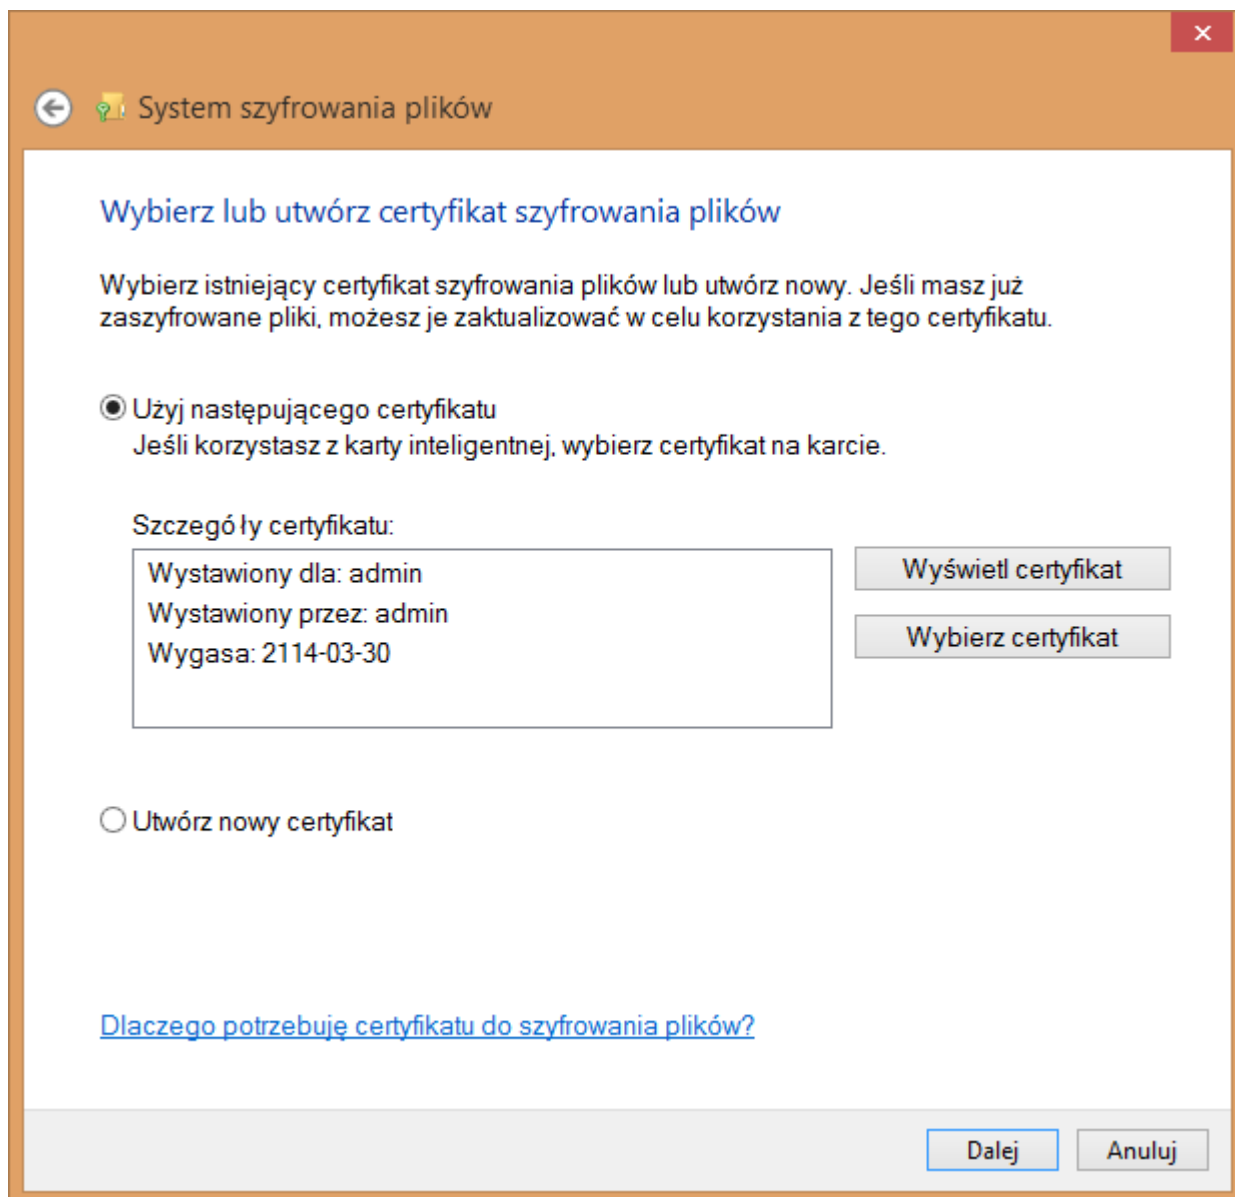 System szyfrowania plików
Wybierz lub utwórz certyfikat szyfrowania plików
Wybierz istniejący certyfikat szyfrowania plików lub utwórz nowy. Jeśli masz już
zaszyfrowane pliki, możesz je zaktualizować w celu korzystania z tego certyfikatu.
Użyj następującego certyfikatu
Jeśli korzystasz z karty inteligentnej, wybierz certyfikat na karcie.
Szczegóły certyfikatu:
Wystawiony dla: admin
Wystawiony przez: admin
Wygasa: 2114-03-30
Wyświetl certyfikat
Wybierz certyfikat
Utwórz nowy certyfikat
Dlaczego potrzebuję certyfikatu do szyfrowania plików?
Dalej
Anuluj